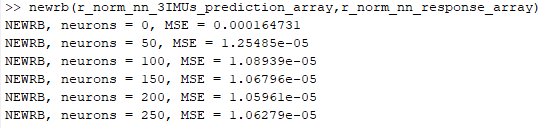 >> newrb(r_norm_nn_3IMUs_prediction_array,r_norm_nn_response_array)
NEWRB, neurons = 0, MSE = 0.000164731
NEWRB, neurons = 50, MSE = 1.25485e-05
NEWRB, neurons = 100, MSE = 1.08939e-05
NEWRB, neurons = 150, MSE = 1.06796e-05
NEWRB, neurons = 200, MSE = 1.05961e-05
NEWRB, neurons = 250, MSE = 1.06279e-05